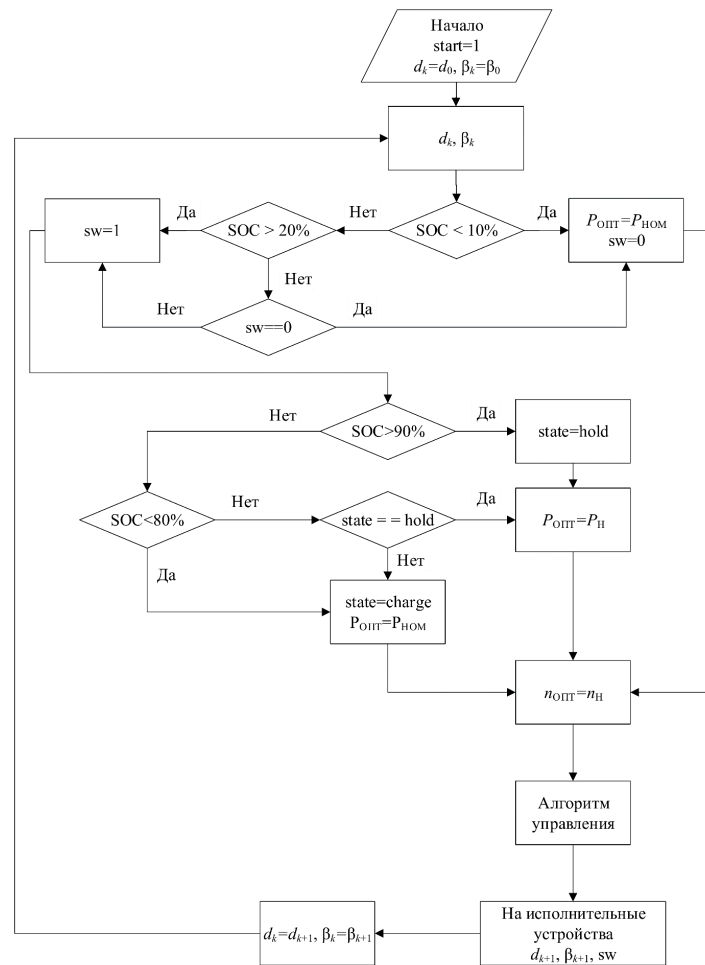 Начало
start=1
dₖ=d₀, βₖ=β₀
dₖ, βₖ
sw=1
Да
SOC > 20%
Нет
SOC < 10%
Да
PОПТ=PНОМ
sw=0
Нет
Нет
sw==0
Да
Нет
SOC>90%
Да
state=hold
SOC<80%
Нет
state = = hold
Да
PОПТ=PН
Да
Нет
state=charge
PОПТ=PНОМ
nОПТ=nН
Алгоритм
управления
dₖ=dₖ₊₁, βₖ=βₖ₊₁
На исполнительные
устройства
dₖ₊₁, βₖ₊₁, sw